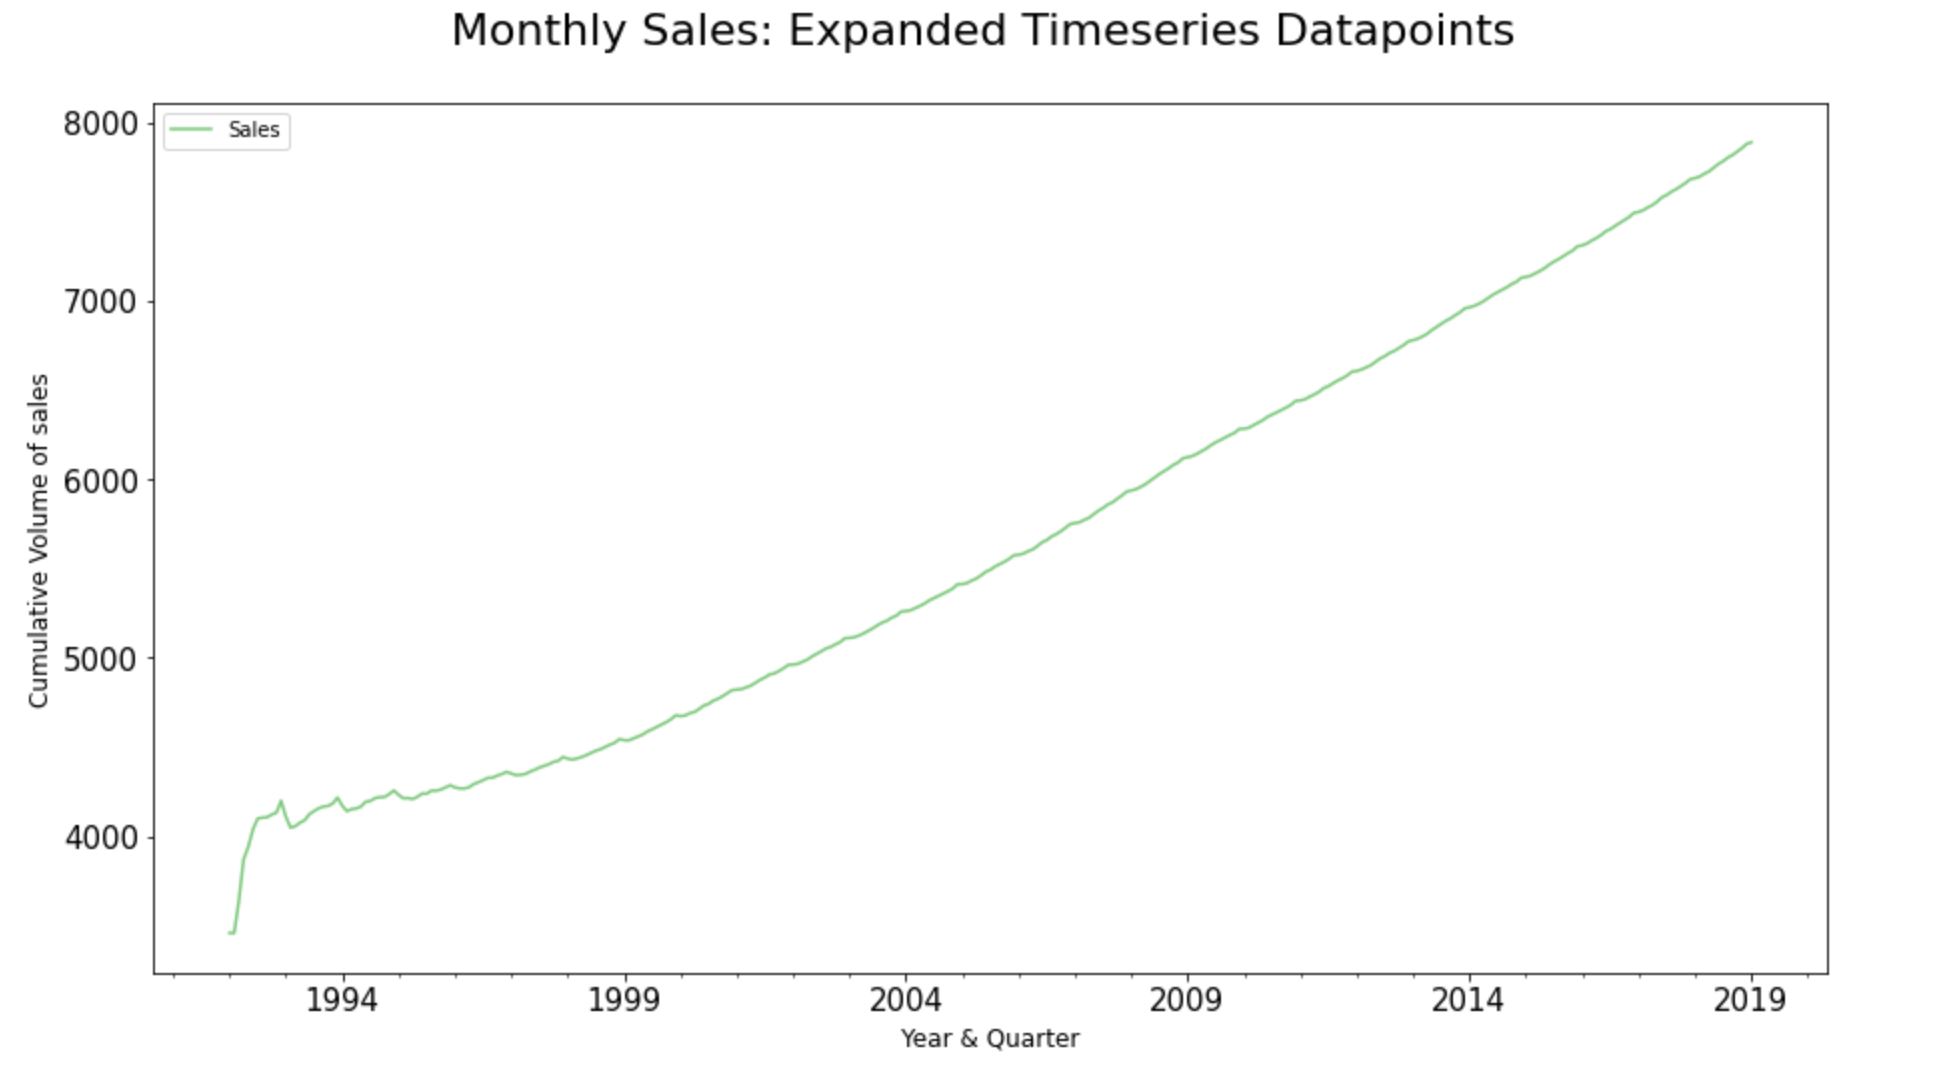 Monthly Sales: Expanded Timeseries Datapoints
Sales
8000
7000
6000
5000
4000
Cumulative Volume of sales
1994 1999 2004 2009 2014 2019
Year & Quarter